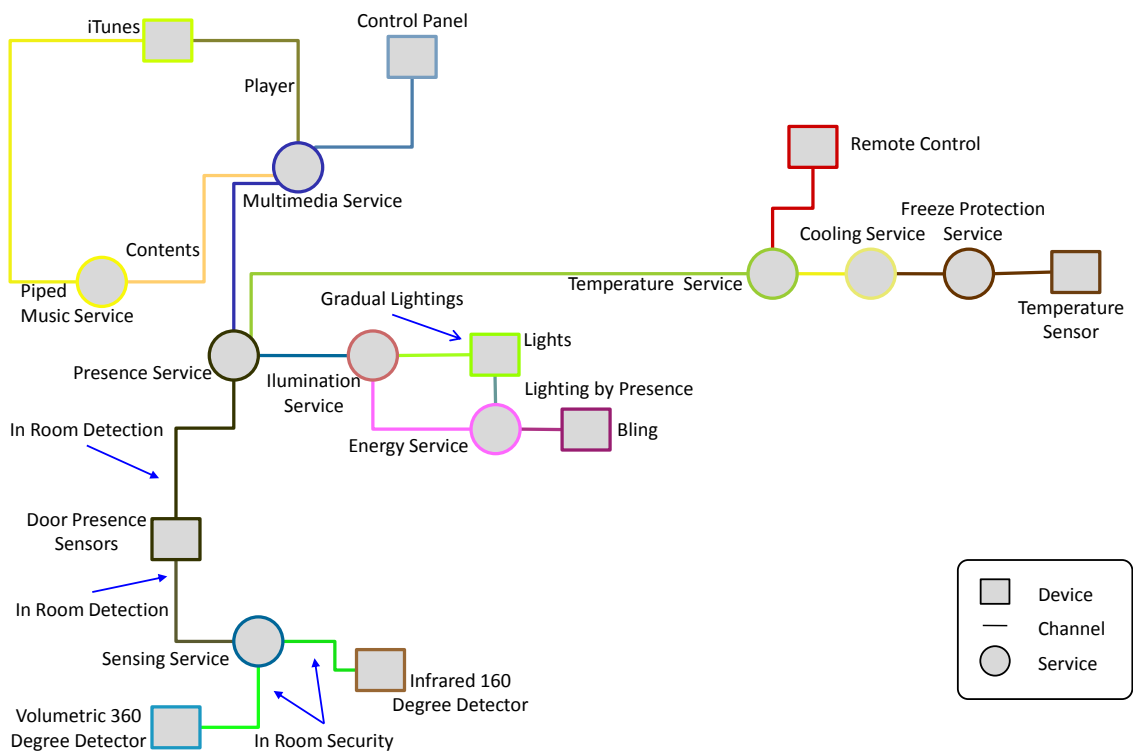 iTunes
Control Panel
Player
Remote Control
Multimedia Service
Freeze Protection
Service
Cooling Service
Contents
Temperature  Service
Piped
Music Service
Gradual Lightings
Temperature
Sensor
Lights
Presence Service
Ilumination
Service
Lighting by Presence
In Room Detection
Energy Service
Bling
Door Presence
Sensors
In Room Detection
Device
Channel
Service
Sensing Service
Infrared 160
Degree Detector
Volumetric 360
Degree Detector
In Room Security